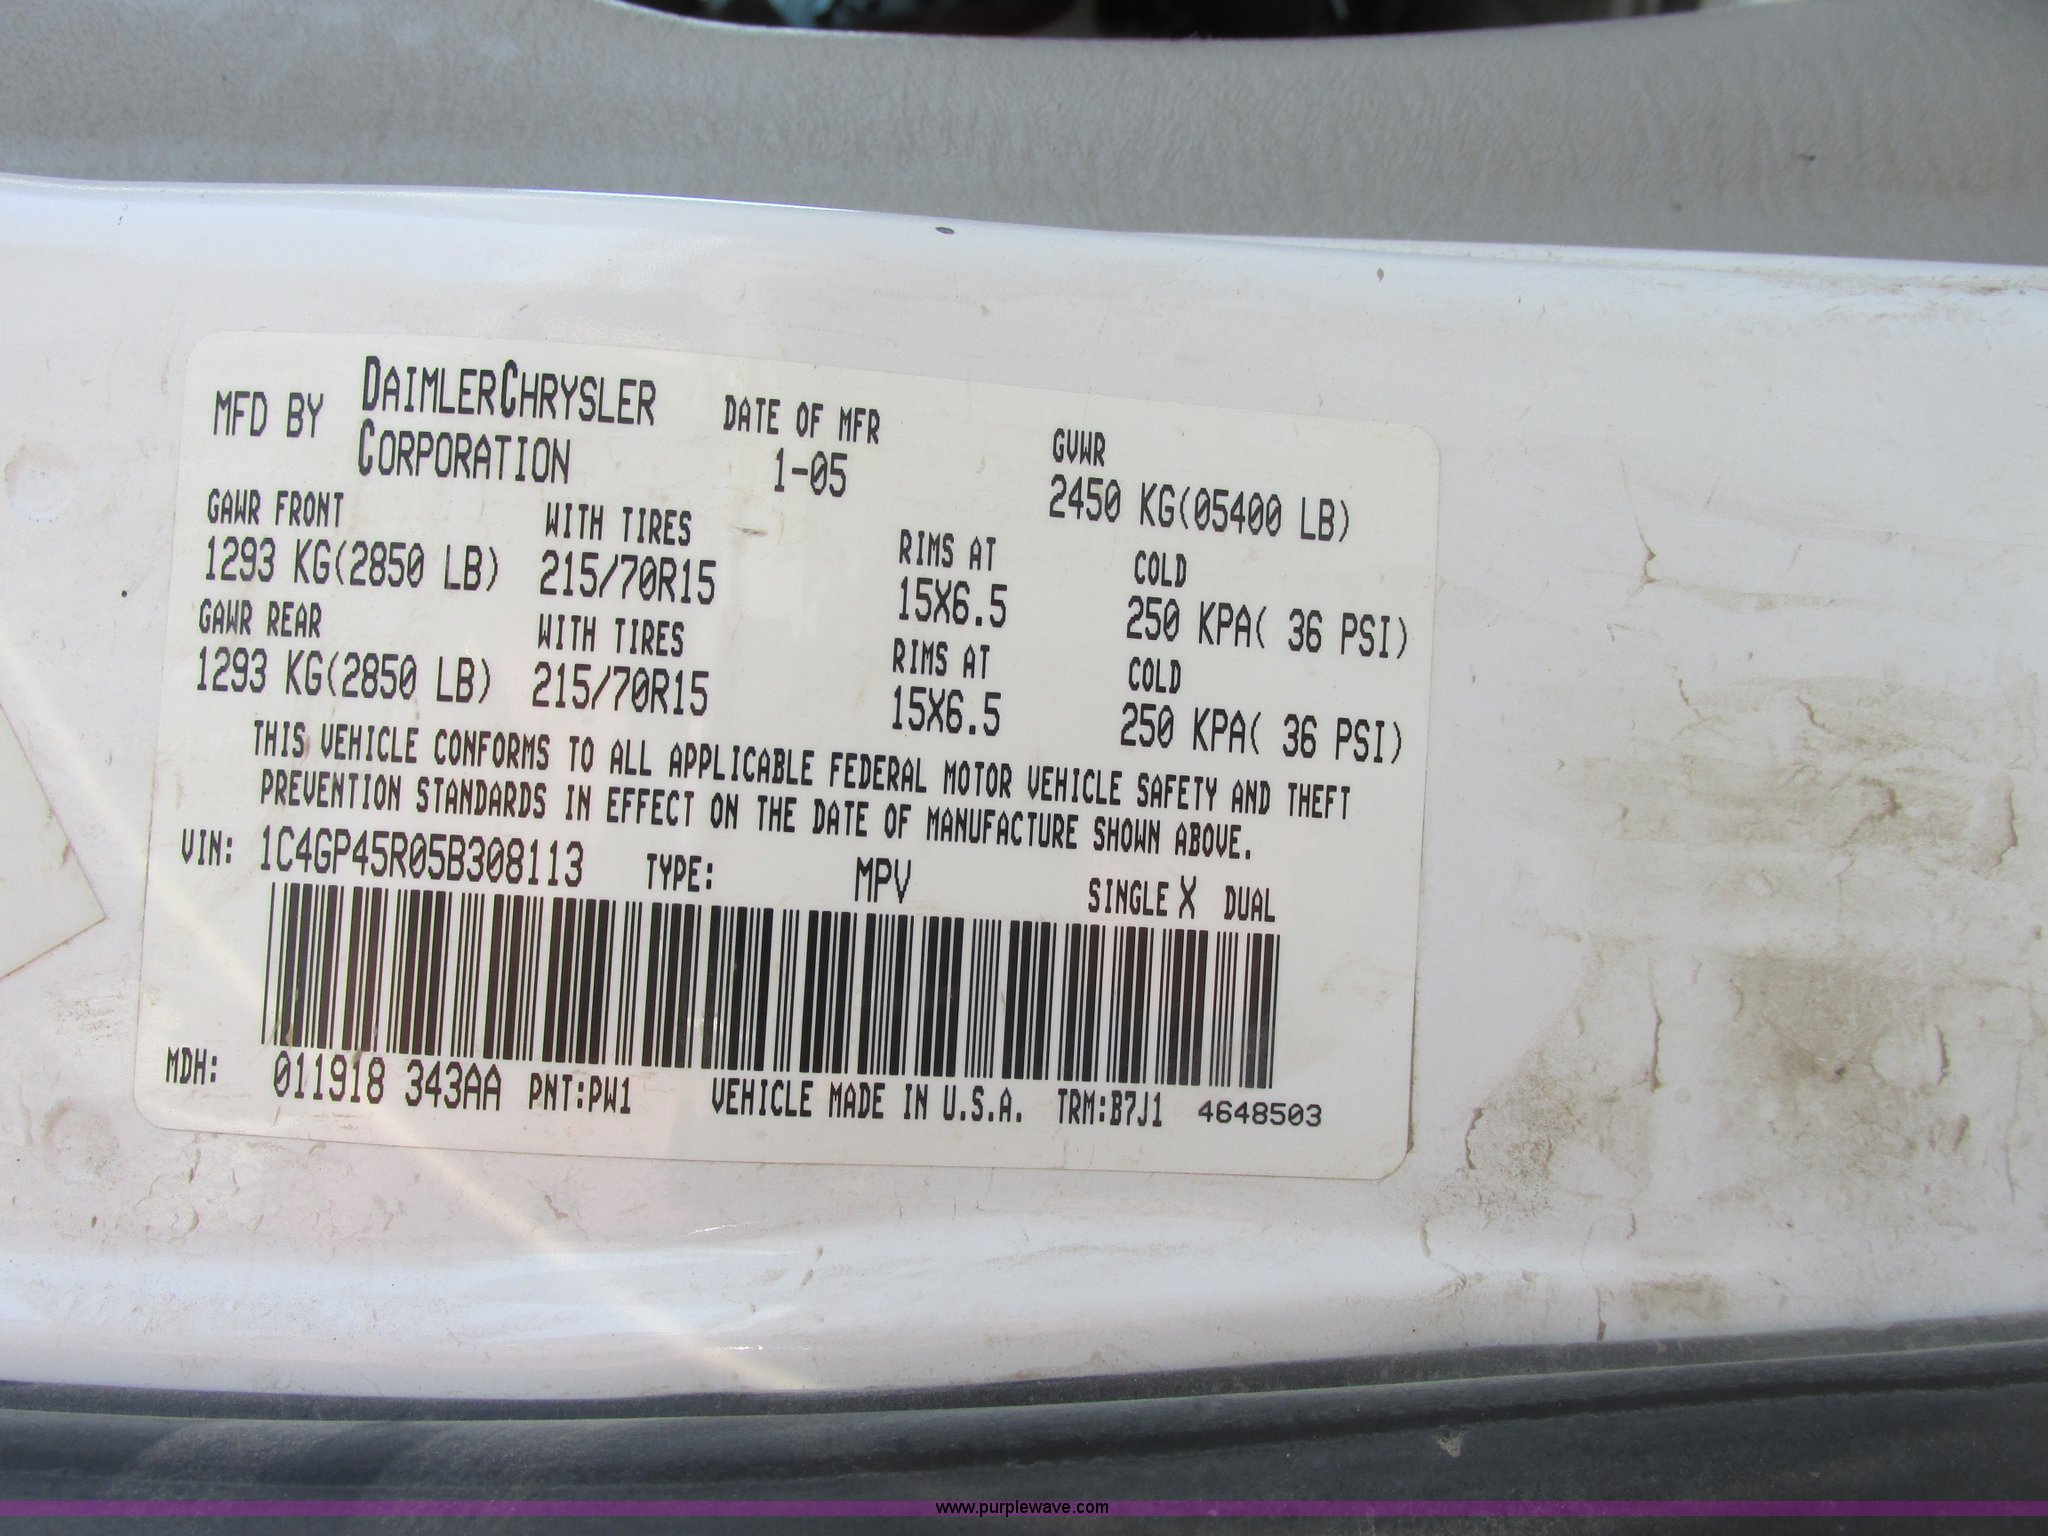 MFD BY DAIMLERCHRYSLER CORPORATION
DATE OF MFR
1-05
GVWR
2450 KG(05400 LB)
GAWR FRONT WITH TIRES RIMS AT COLD
1293 KG(2850 LB) 215/70R15 15X6.5 250 KPA( 36 PSI)
GAWR REAR WITH TIRES RIMS AT COLD
1293 KG(2850 LB) 215/70R15 15X6.5 250 KPA( 36 PSI)
THIS VEHICLE CONFORMS TO ALL APPLICABLE FEDERAL MOTOR VEHICLE SAFETY AND THEFT
PREVENTION STANDARDS IN EFFECT ON THE DATE OF MANUFACTURE SHOWN ABOVE.
VIN: 1C4GP45R05B308113 TYPE: MPV SINGLE X DUAL
MDH: 011918 343AA PNT:PW1 VEHICLE MADE IN U.S.A. TRM:B7J1 4648503
www.purplewave.com